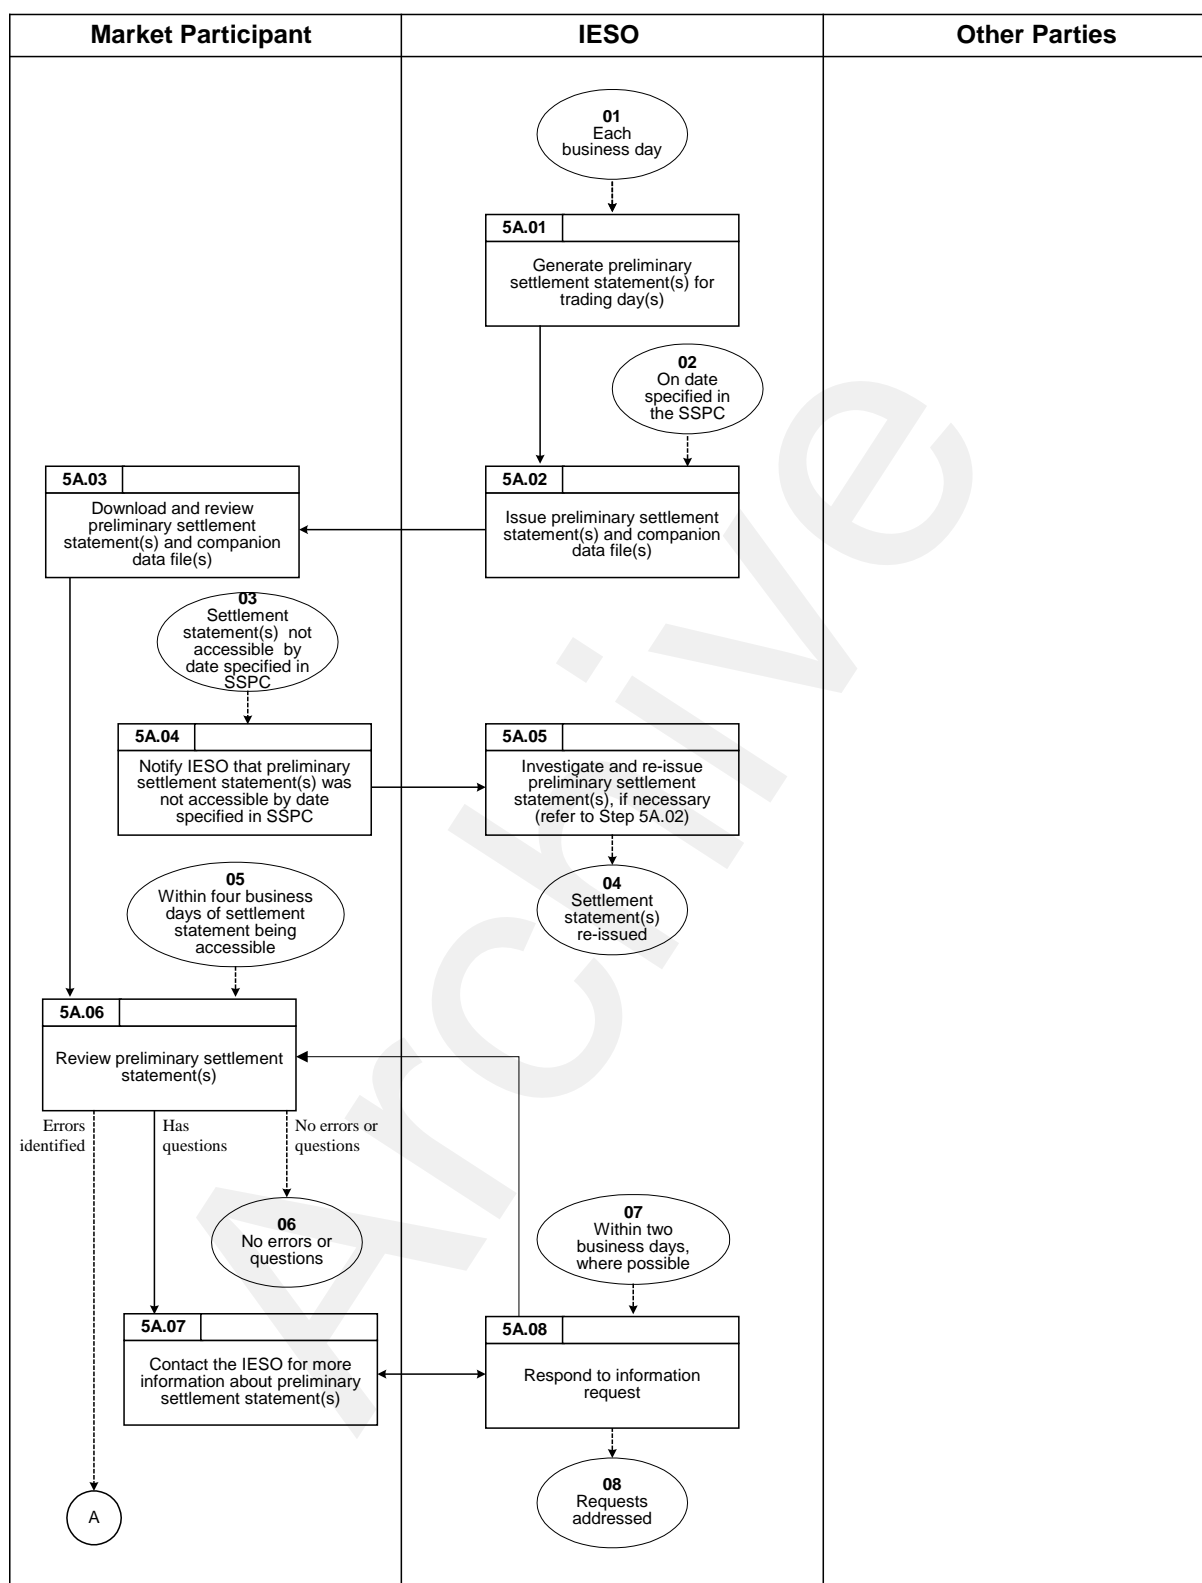 Market Participant
IESO
Other Parties
01
Each
business day
5A.01
Generate preliminary
settlement statement(s) for
trading day(s)
02
On date
specified in
the SSPC
5A.03
Download and review
preliminary settlement
statement(s) and companion
data file(s)
5A.02
Issue preliminary settlement
statement(s) and companion
data file(s)
03
Settlement
statement(s) not
accessible by
date specified in
SSPC
5A.04
Notify IESO that preliminary
settlement statement(s) was
not accessible by date
specified in SSPC
5A.05
Investigate and re-issue
preliminary settlement
statement(s), if necessary
(refer to Step 5A.02)
05
Within four business
days of settlement
statement being
accessible
04
Settlement
statement(s)
re-issued
5A.06
Review preliminary settlement
statement(s)
Errors
identified
Has
questions
No errors or
questions
06
No errors or
questions
07
Within two
business days,
where possible
5A.07
Contact the IESO for more
information about preliminary
settlement statement(s)
5A.08
Respond to information
request
08
Requests
addressed
A
Archive